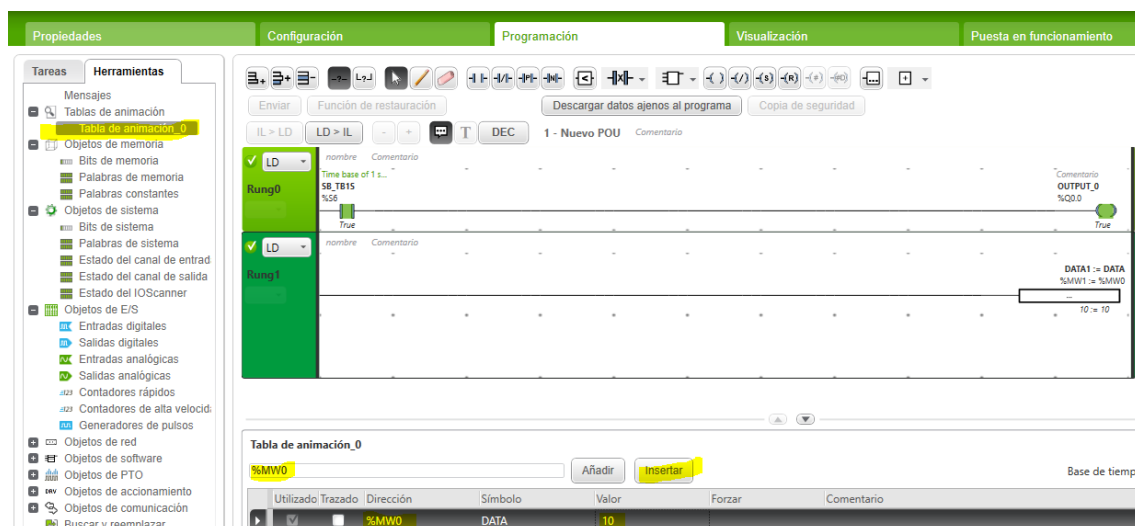 Propiedades Configuración Programación Visualización Puesta en funcionamiento
Tareas Herramientas
Mensajes
Tablas de animación
Tabla de animación_0
Objetos de memoria
Bits de memoria
Palabras de memoria
Palabras constantes
Objetos de sistema
Bits de sistema
Palabras de sistema
Estado del canal de entrad
Estado del canal de salida
Estado del IOScanner
Objetos de E/S
Entradas digitales
Salidas digitales
Entradas analógicas
Salidas analógicas
Contadores rápidos
Contadores de alta velocid
Generadores de pulsos
Objetos de red
Objetos de software
Objetos de PTO
Objetos de accionamiento
Objetos de comunicación
Buscar y reemplazar
Enviar Función de restauración Descargar datos ajenos al programa Copia de seguridad
IL > LD LD > IL - + T DEC 1 - Nuevo POU Comentario
LD nombre Comentario
Rung0
Time base of 1 s...
SB_TB1S
%S6
True
Comentario
OUTPUT_0
%Q0.0
True
LD nombre Comentario
Rung1
DATA1 := DATA
%MW1 := %MW0
...
10 := 10
Tabla de animación_0
%MW0 Añadir Insertar Base de tiemp
Utilizado Trazado Dirección Símbolo Valor Forzar Comentario
%MW0 DATA 10